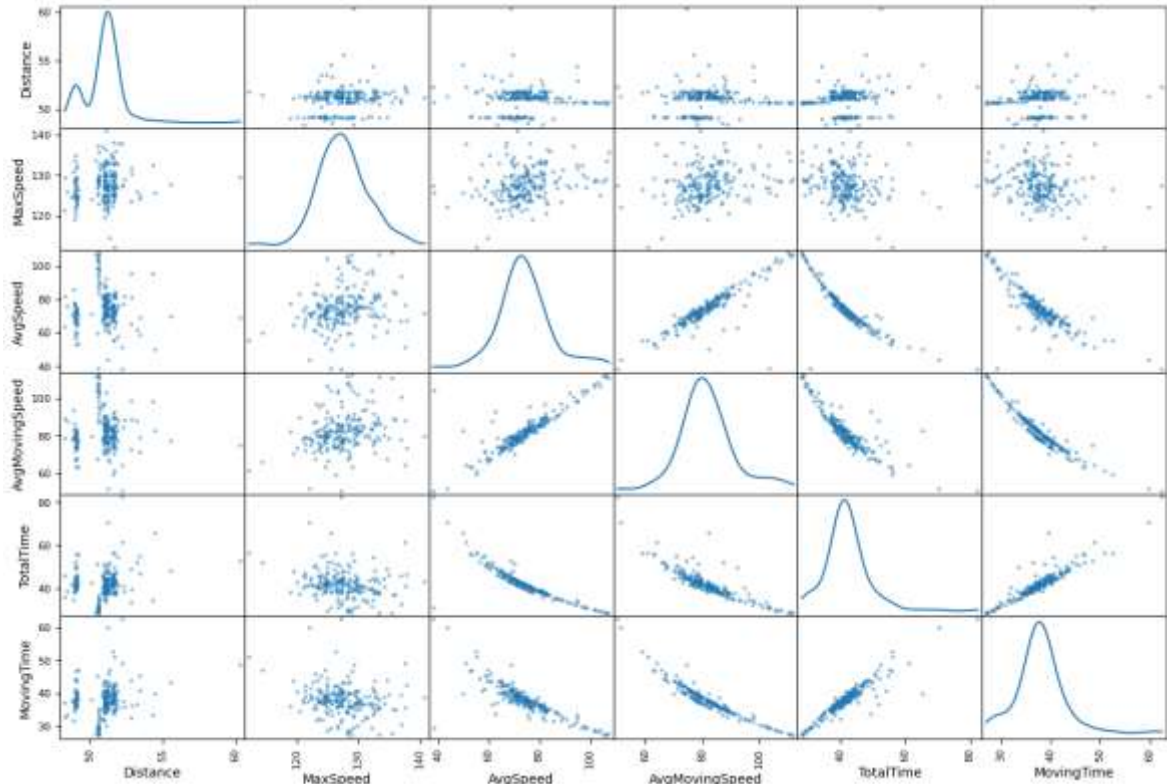 Distance
60
55
50
MaxSpeed
140
130
120
AvgSpeed
100
80
60
40
AvgMovingSpeed
100
80
60
TotalTime
80
60
40
MovingTime
60
50
40
30
50 55 60 120 130 140 40 60 80 100 60 80 100 40 60 80 30 40 50 60
Distance MaxSpeed AvgSpeed AvgMovingSpeed TotalTime MovingTime